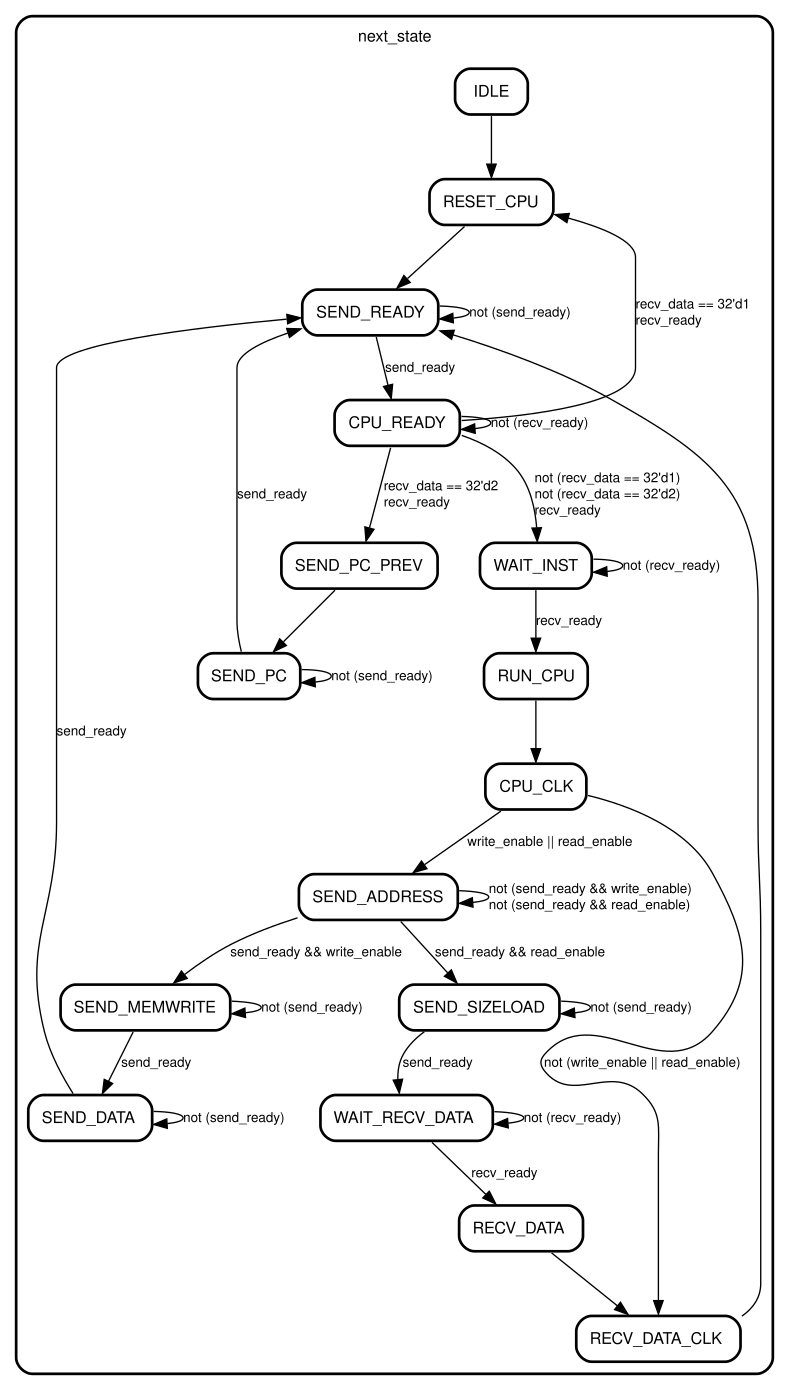 next_state
IDLE
RESET_CPU
SEND_READY
not (send_ready)
recv_data == 32'd1
recv_ready
send_ready
CPU_READY
not (recv_ready)
recv_data == 32'd2
recv_ready
not (recv_data == 32'd1)
not (recv_data == 32'd2)
recv_ready
send_ready
SEND_PC_PREV
WAIT_INST
not (recv_ready)
recv_ready
SEND_PC
not (send_ready)
RUN_CPU
send_ready
CPU_CLK
write_enable || read_enable
SEND_ADDRESS
not (send_ready && write_enable)
not (send_ready && read_enable)
send_ready && write_enable
send_ready && read_enable
SEND_MEMWRITE
not (send_ready)
SEND_SIZELOAD
not (send_ready)
send_ready
send_ready
not (write_enable || read_enable)
SEND_DATA
not (send_ready)
WAIT_RECV_DATA
not (recv_ready)
recv_ready
RECV_DATA
RECV_DATA_CLK